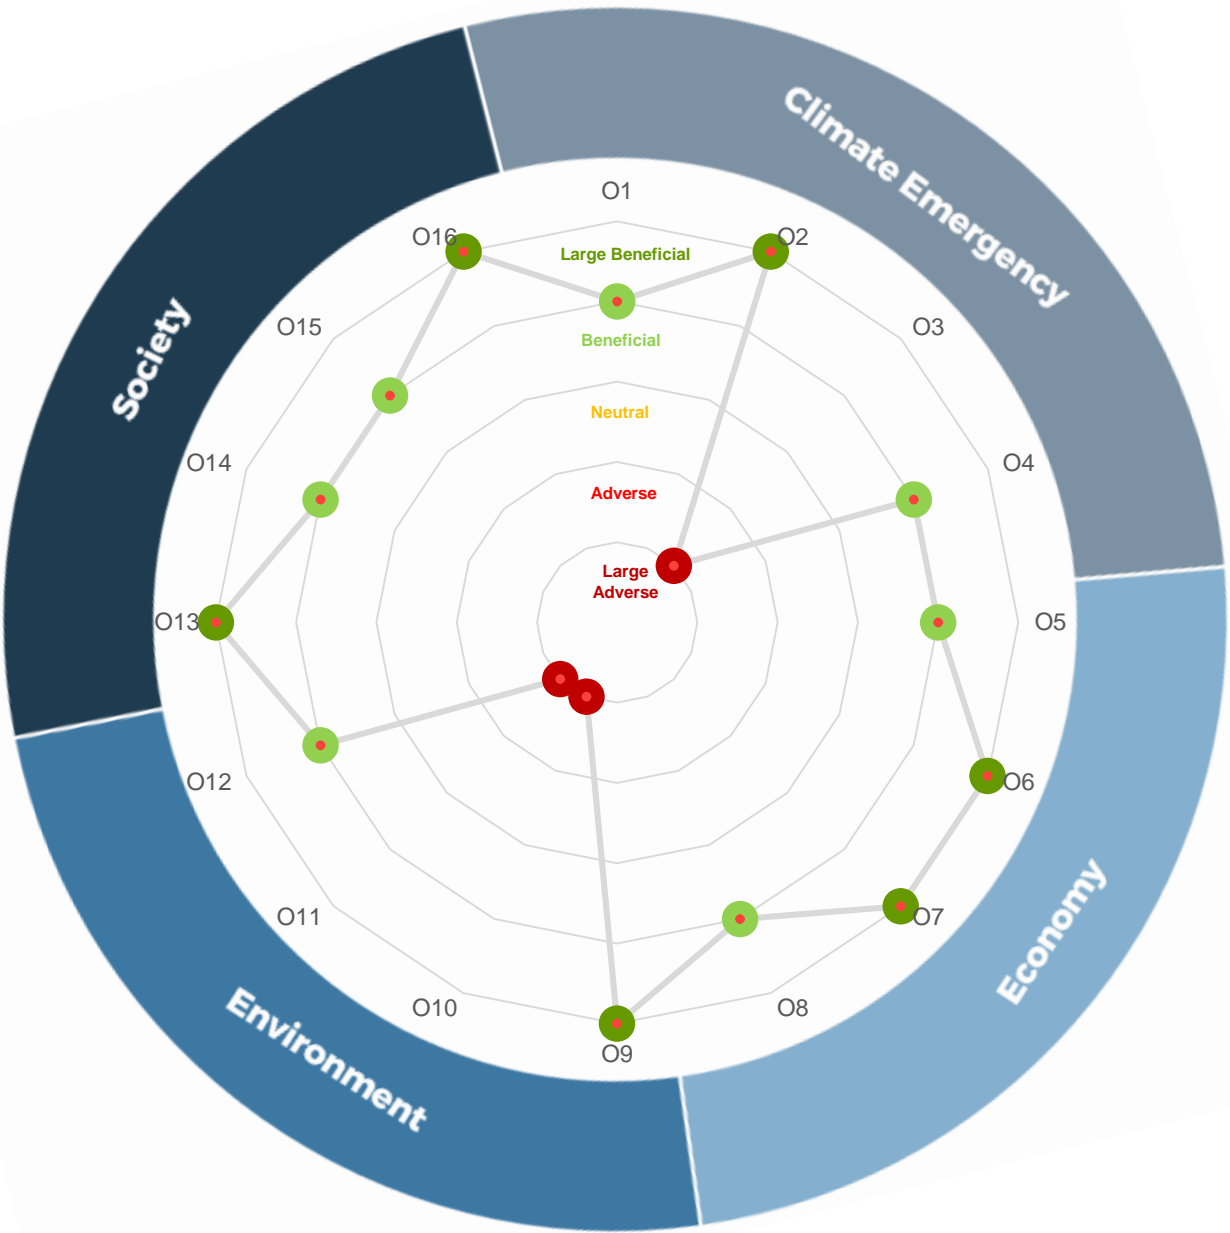 Climate Emergency
Society
O1
O16
O2
Large Beneficial
O15
O3
Beneficial
Neutral
O14
O4
Adverse
Large
Adverse
O13
O5
O12
O6
O11
O7
Economy
O10
O8
Environment
O9